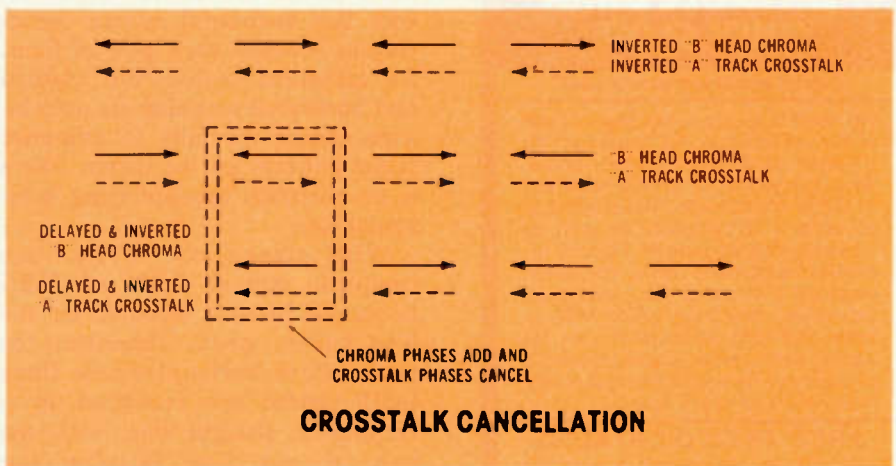 INVERTED "B" HEAD CHROMA
INVERTED "A" TRACK CROSSTALK
"B" HEAD CHROMA
"A" TRACK CROSSTALK
DELAYED & INVERTED
"B" HEAD CHROMA
DELAYED & INVERTED
"A" TRACK CROSSTALK
CHROMA PHASES ADD AND
CROSSTALK PHASES CANCEL
CROSSTALK CANCELLATION